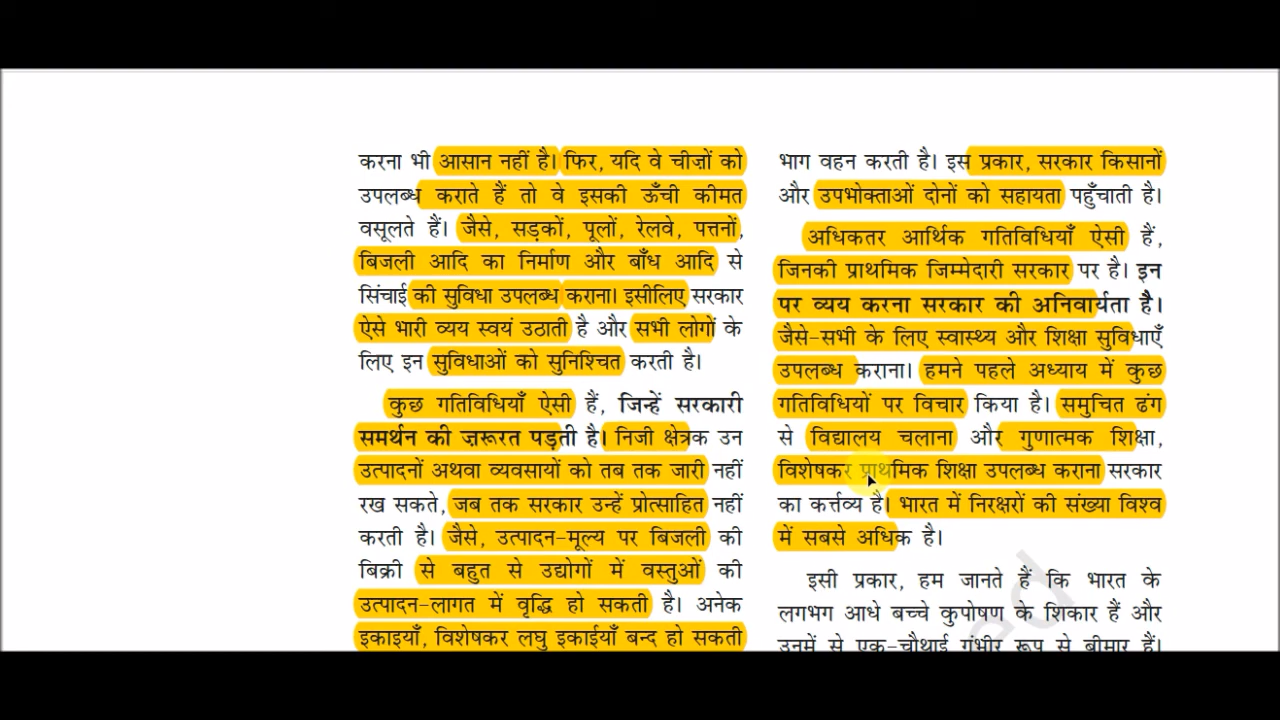 करना भी आसान नहीं है। फिर, यदि वे चीज़ों को
उपलब्ध कराते हैं तो वे इसकी ऊँची कीमत
वसूलते हैं। जैसे, सड़कों, पूलों, रेलवे, पत्तनों,
बिजली आदि का निर्माण और बाँध आदि से
सिंचाई की सुविधा उपलब्ध कराना। इसीलिए सरकार
ऐसे भारी व्यय स्वयं उठाती है और सभी लोगों के
लिए इन सुविधाओं को सुनिश्चित करती है।
कुछ गतिविधियाँ ऐसी हैं, जिन्हें सरकारी
समर्थन की ज़रूरत पड़ती है। निजी क्षेत्रक उन
उत्पादनों अथवा व्यवसायों को तब तक जारी नहीं
रख सकते, जब तक सरकार उन्हें प्रोत्साहित नहीं
करती है। जैसे, उत्पादन-मूल्य पर बिजली की
बिक्री से बहुत से उद्योगों में वस्तुओं की
उत्पादन-लागत में वृद्धि हो सकती है। अनेक
इकाइयाँ, विशेषकर लघु इकाईयाँ बन्द हो सकती
भाग वहन करती है। इस प्रकार, सरकार किसानों
और उपभोक्ताओं दोनों को सहायता पहुँचाती है।
अधिकतर आर्थिक गतिविधियाँ ऐसी हैं,
जिनकी प्राथमिक जिम्मेदारी सरकार पर है। इन
पर व्यय करना सरकार की अनिवार्यता है।
जैसे-सभी के लिए स्वास्थ्य और शिक्षा सुविधाएँ
उपलब्ध कराना। हमने पहले अध्याय में कुछ
गतिविधियों पर विचार किया है। समुचित ढंग
से विद्यालय चलाना और गुणात्मक शिक्षा,
विशेषकर प्राथमिक शिक्षा उपलब्ध कराना सरकार
का कर्त्तव्य है। भारत में निरक्षरों की संख्या विश्व
में सबसे अधिक है।
इसी प्रकार, हम जानते हैं कि भारत के
लगभग आधे बच्चे कुपोषण के शिकार हैं और
उनमें से एक-चौथाई गंभीर रूप से बीमार हैं।
ed